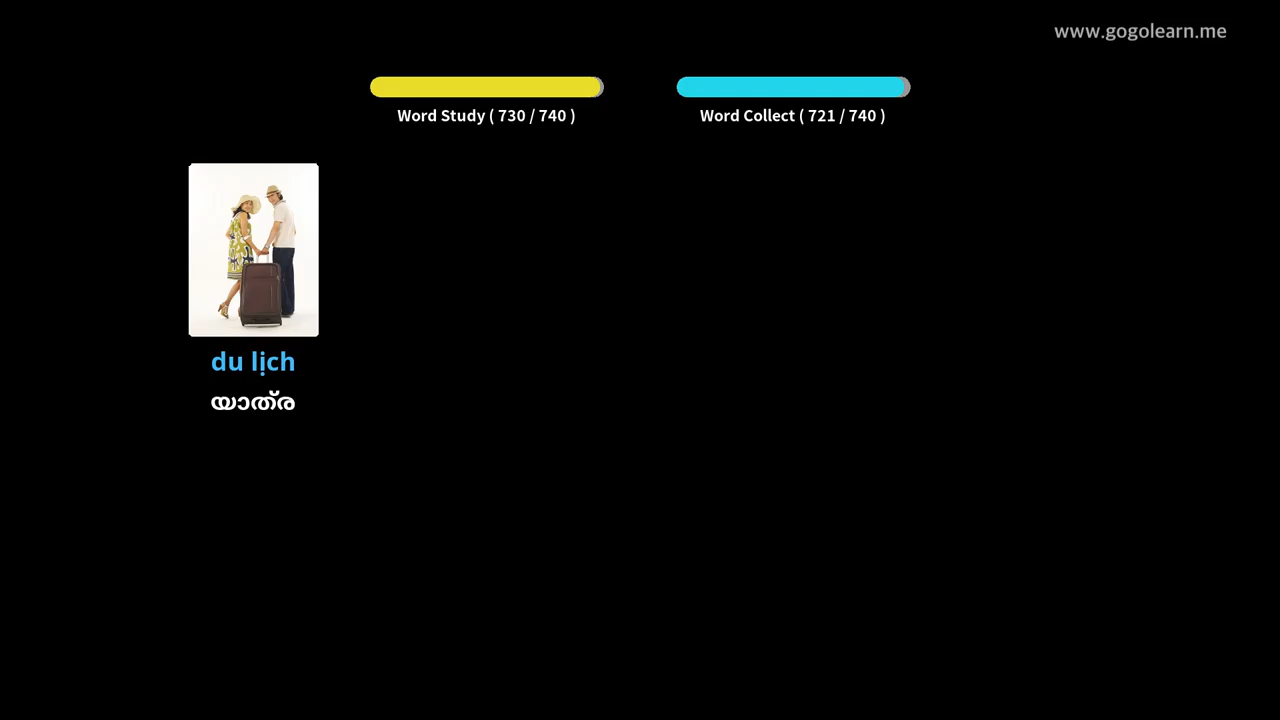 www.gogolearn.me
Word Study ( 730 / 740 )
Word Collect ( 721 / 740 )
du lịch
യാത്ര